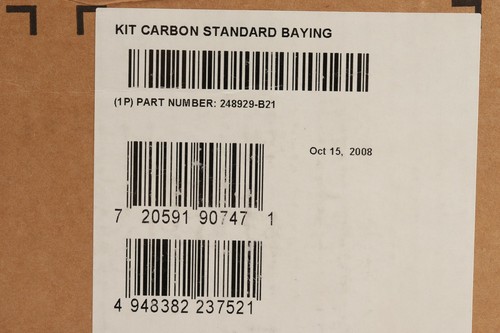 KIT CARBON STANDARD BAYING
(1P) PART NUMBER: 248929-B21
Oct 15, 2008
7 20591 90747 1
4 948382 237521